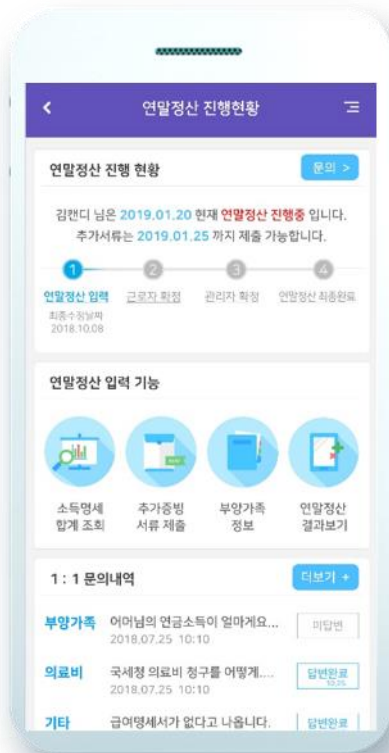 연말정산 진행현황
연말정산 진행 현황
문의 >
김캔디 님은 2019.01.20 현재 연말정산 진행중 입니다.
추가서류는 2019.01.25 까지 제출 가능합니다.
1 2 3 4
연말정산 입력 근로자 확정 관리자 확정 연말정산 최종완료
최종수정날짜
2018.10.08
연말정산 입력 기능
소득명세 추가증빙 부양가족 연말정산
합계 조회 서류 제출 정보 결과보기
1 : 1 문의내역
더보기 +
부양가족 어머님의 연금소득이 얼마게요... 미답변
2018.07.25 10:10
의료비 국세청 의료비 청구를 어떻게.... 답변완료
10.25
2018.07.25 10:10
기타 급여명세서가 없다고 나옵니다. 답변완료